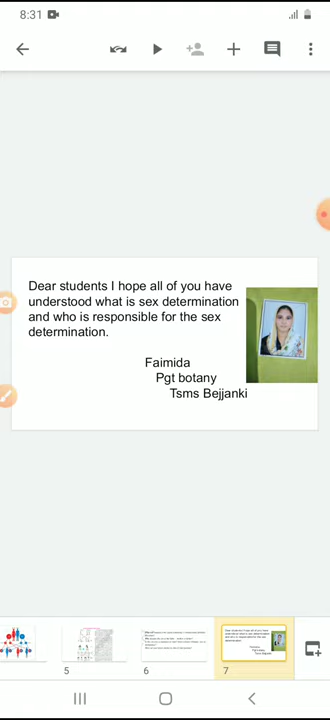 8:31
Dear students I hope all of you have
understood what is sex determination
and who is responsible for the sex
determination.
Faimida
Pgt botany
Tsms Bejjanki
5
6
7